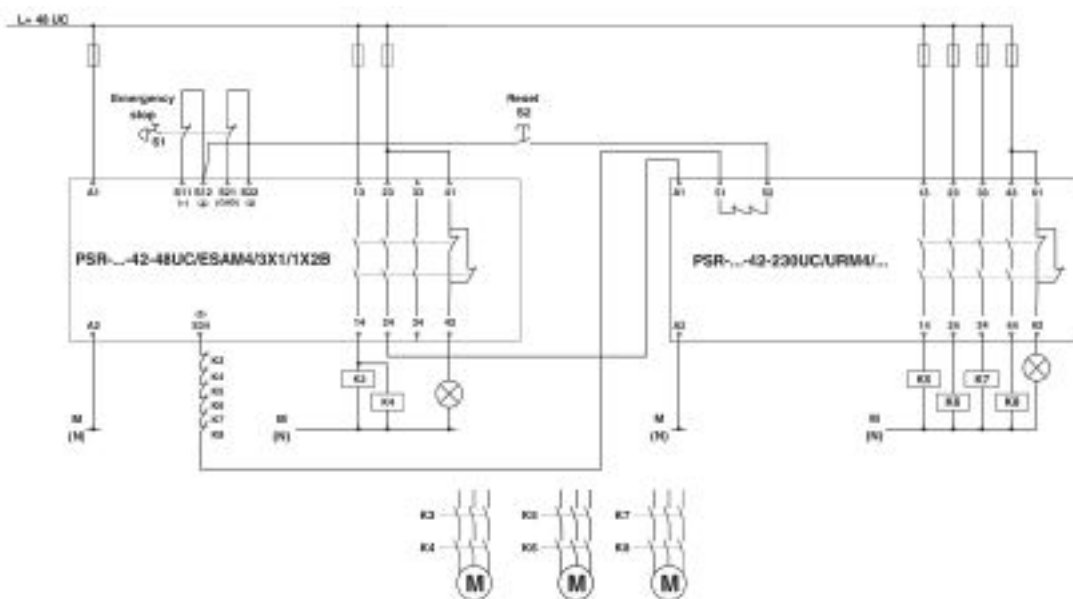 L+ 48 UC
Emergency
stop
S1
Reset
S2
A1
S11
S12
S21
S22
13
23
33
41
A1
S1
S2
13
23
33
43
51
(-)
PSR-...-42-48UC/ESAM4/3X1/1X2B
PSR-...-42-230UC/URM4/...
A2
S34
14
24
34
42
A2
14
24
34
44
K3
K4
K5
K6
K7
K8
K3
K4
K5
K6
K7
K8
M
(N)
M
(N)
M
(N)
M
(N)
K3
K5
K7
K4
K6
K8
M
M
M